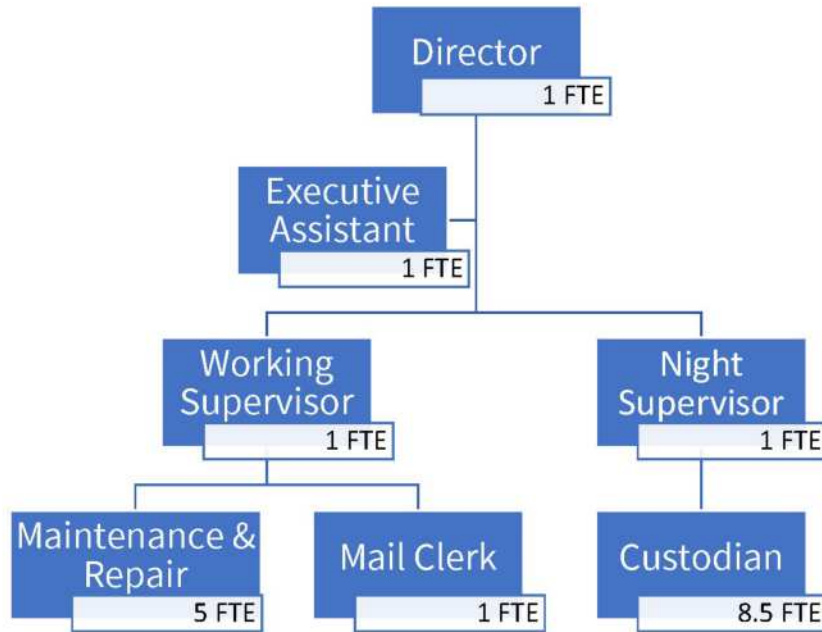 Director
1 FTE
Executive
Assistant
1 FTE
Working
Supervisor
1 FTE
Night
Supervisor
1 FTE
Maintenance &
Repair
5 FTE
Mail Clerk
1 FTE
Custodian
8.5 FTE